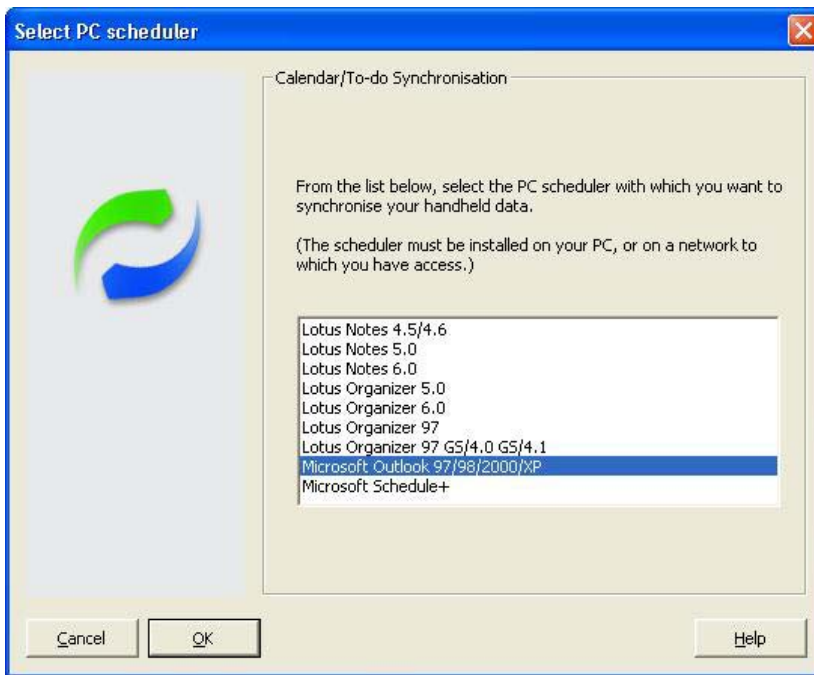 Select PC scheduler
Calendar/To-do Synchronisation
From the list below, select the PC scheduler with which you want to
synchronise your handheld data.
(The scheduler must be installed on your PC, or on a network to
which you have access.)
Lotus Notes 4.5/4.6
Lotus Notes 5.0
Lotus Notes 6.0
Lotus Organizer 5.0
Lotus Organizer 6.0
Lotus Organizer 97
Lotus Organizer 97 GS/4.0 GS/4.1
Microsoft Outlook 97/98/2000/XP
Microsoft Schedule+
Cancel
OK
Help